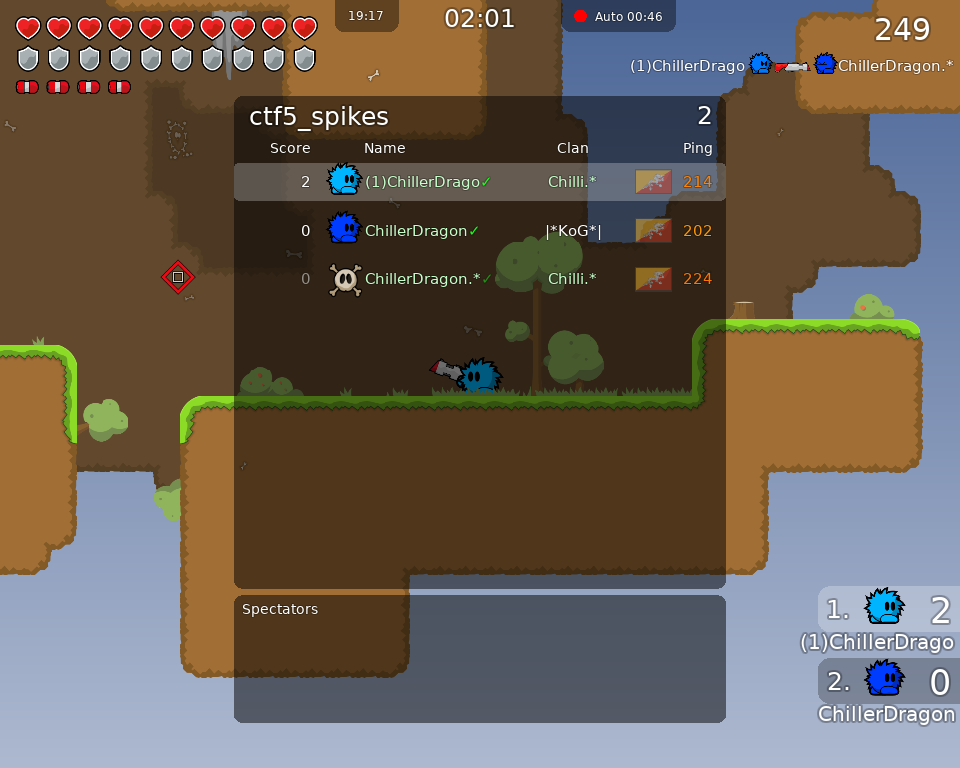 19:17
02:01
Auto 00:46
249
(1)ChillerDrago ChillerDragon.*
ctf5_spikes 2
Score Name Clan Ping
2 (1)ChillerDrago✓ Chilli.* 214
0 ChillerDragon✓ |*KoG*| 202
0 ChillerDragon.*✓ Chilli.* 224
Spectators
1. 2
(1)ChillerDrago
2. 0
ChillerDragon